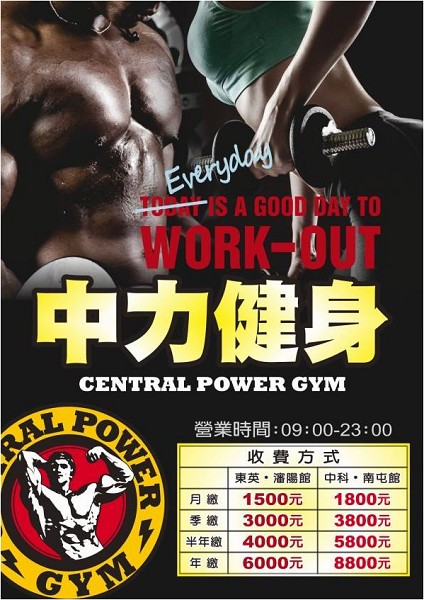 Everyday
TODAY IS A GOOD DAY TO
WORK-OUT
中力健身
CENTRAL POWER GYM
營業時間:09:00-23:00
收費方式
東英·瀋陽館 中科·南屯館
月繳 1500元 1800元
季繳 3000元 3800元
半年繳 4000元 5800元
年繳 6000元 8800元
RAL POWER
GYM